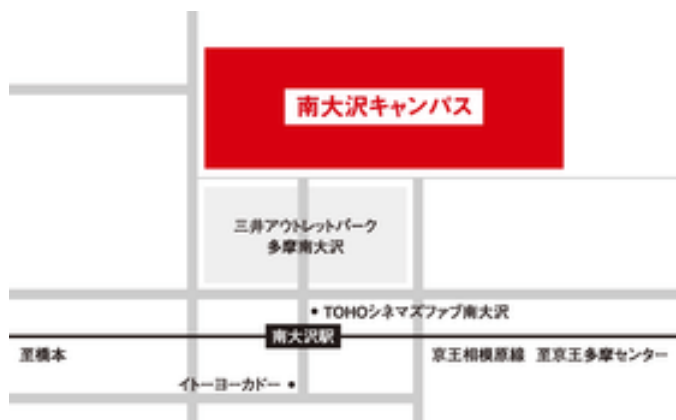 南大沢キャンパス
三井アウトレットパーク
多摩南大沢
TOHOシネマズファブ南大沢
南大沢駅
至橋本
京王相模原線 至京王多摩センター
イトーヨーカドー